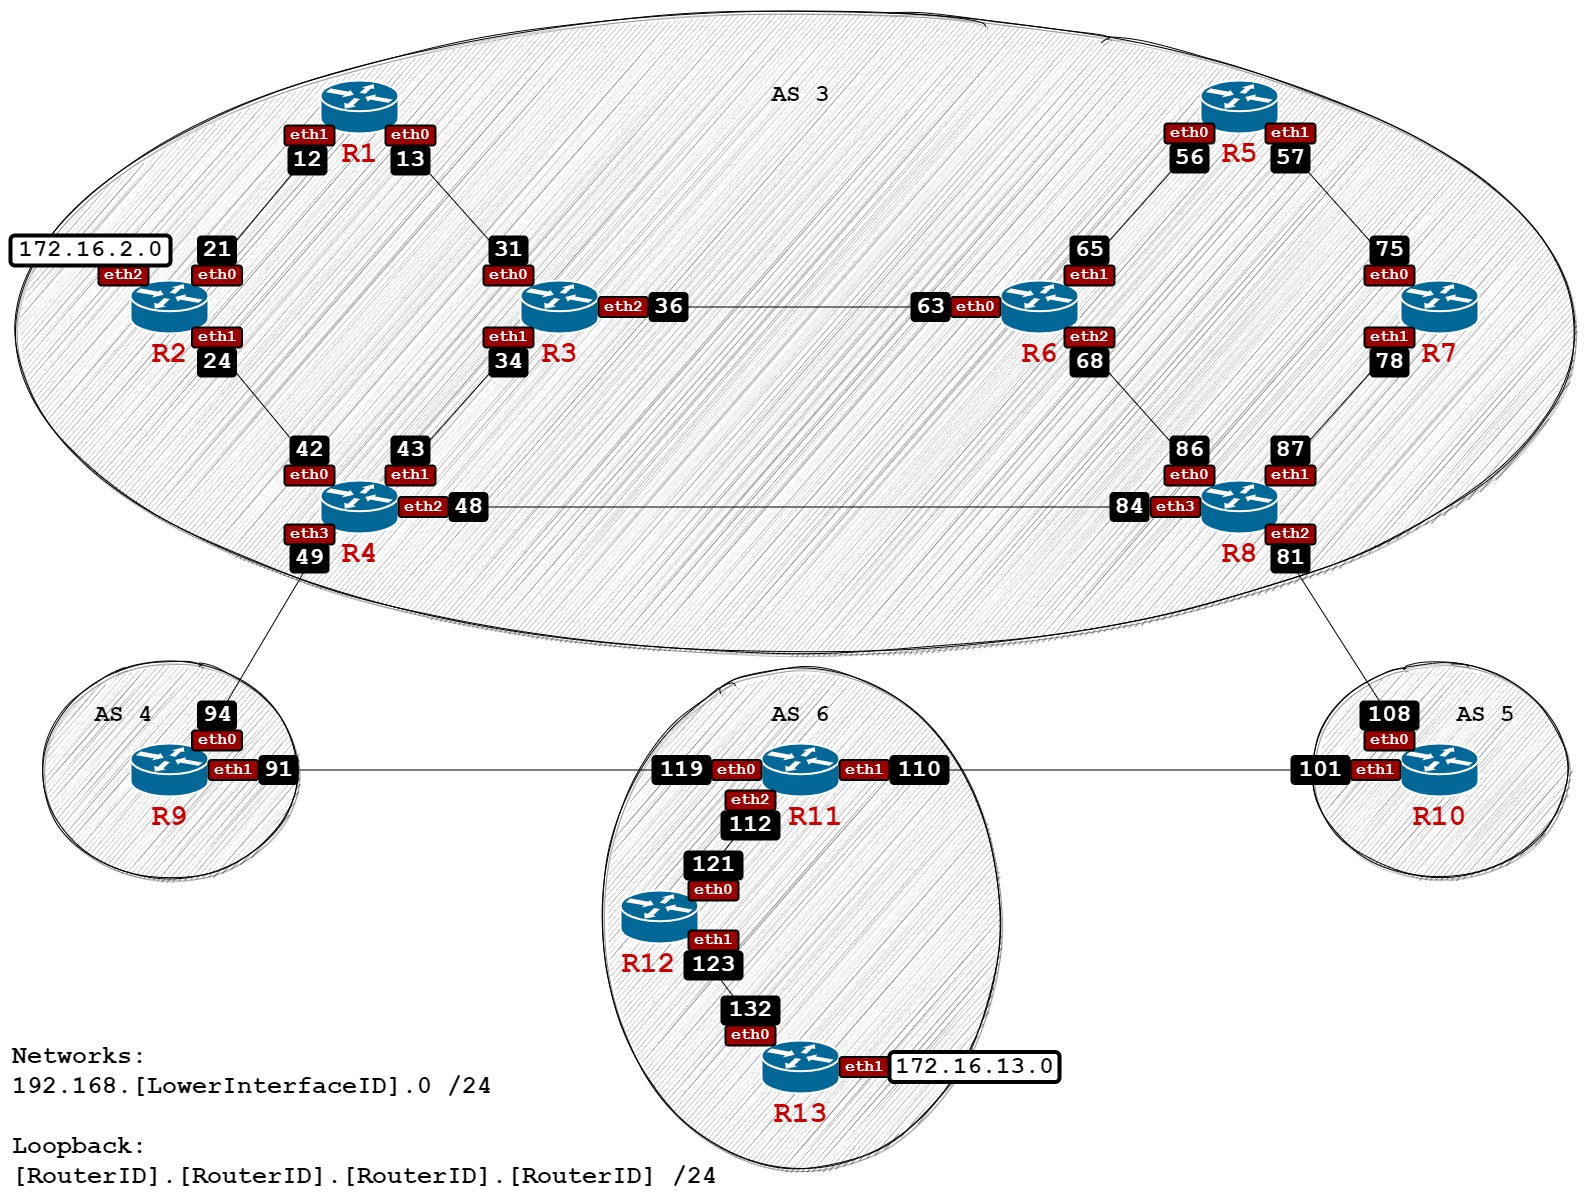 AS 3
eth1
12
R1
eth0
13
eth0
56
R5
eth1
57
172.16.2.0
eth2
21
eth0
31
eth0
65
eth1
75
eth0
R2
eth1
24
eth1
34
R3
eth2
36
63
eth0
R6
eth2
68
eth1
78
R7
42
eth0
43
eth1
eth2
48
eth3
49
R4
86
eth0
87
eth1
84
eth3
R8
eth2
81
AS 4
94
eth0
eth1
91
R9
AS 6
119
eth0
eth1
110
eth2
112
R11
AS 5
108
eth0
101
eth1
R10
121
eth0
R12
eth1
123
132
eth0
R13
eth1
172.16.13.0
Networks:
192.168.[LowerInterfaceID].0 /24
Loopback:
[RouterID].[RouterID].[RouterID].[RouterID] /24